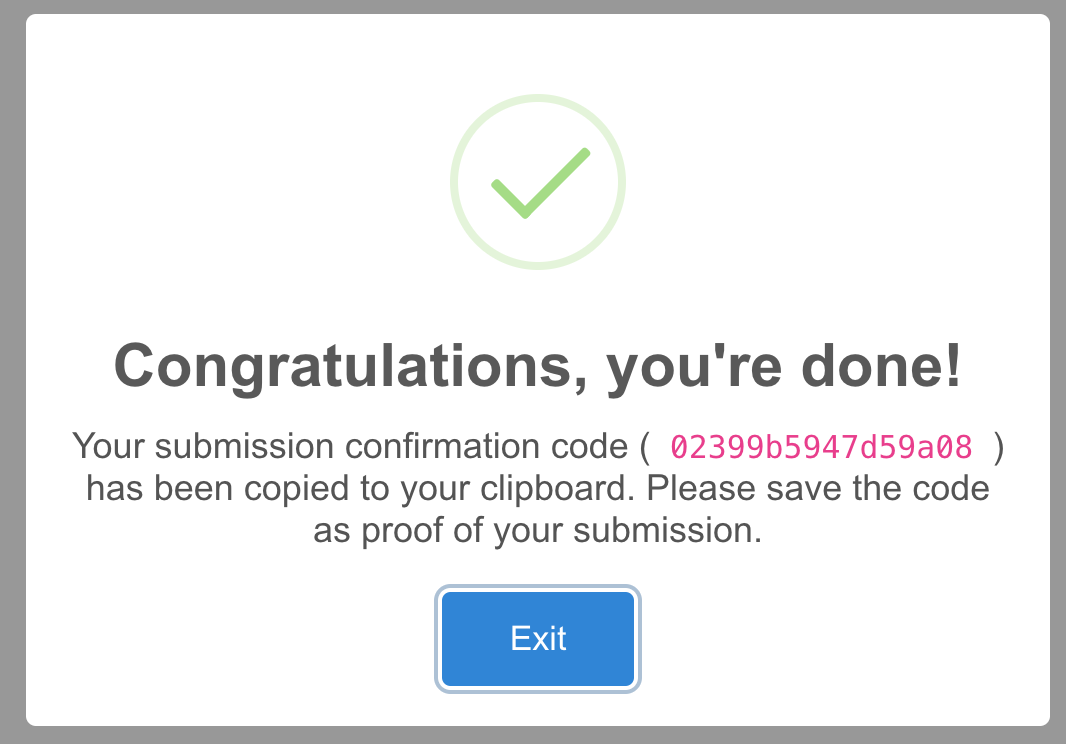 Congratulations, you're done!
Your submission confirmation code ( 02399b5947d59a08 )
has been copied to your clipboard. Please save the code
as proof of your submission.
Exit